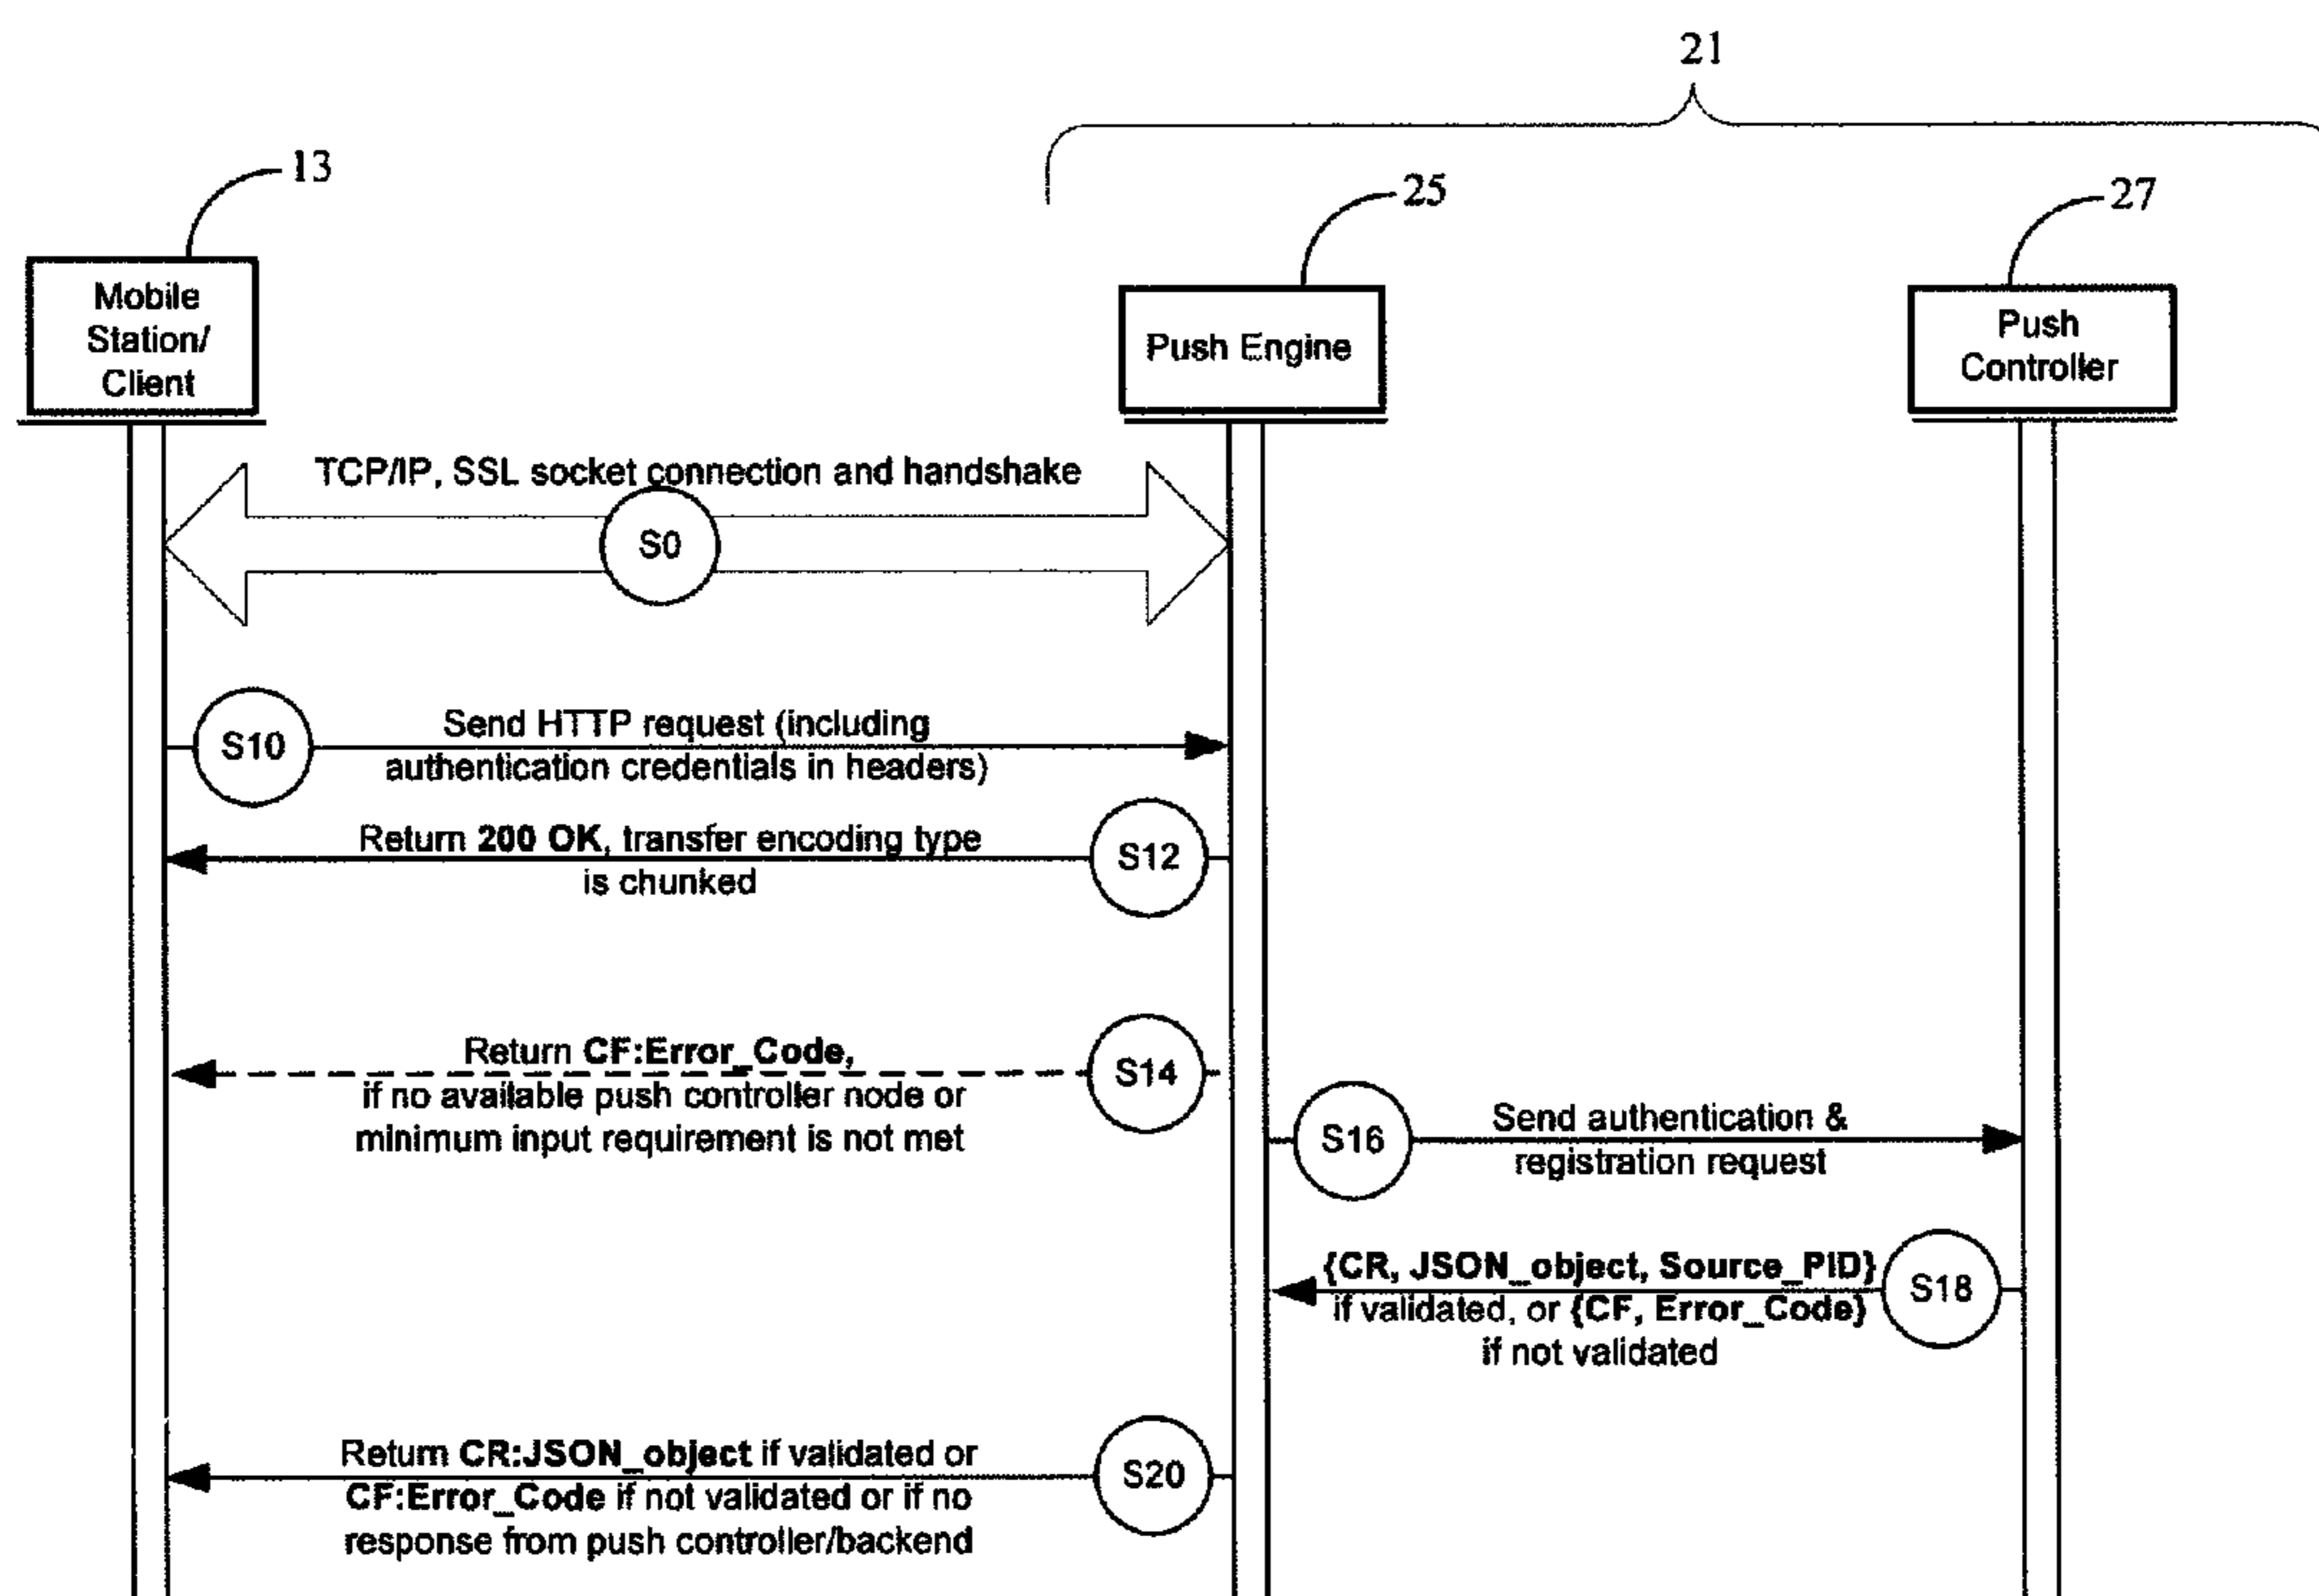 21
13
25
27
Mobile
Station/
Client
Push Engine
Push
Controller
TCP/IP, SSL socket connection and handshake
S0
S10
Send HTTP request (including
authentication credentials in headers)
Return 200 OK, transfer encoding type
is chunked
S12
Return CF:Error_Code,
if no available push controller node or
minimum input requirement is not met
S14
S16
Send authentication &
registration request
{CR, JSON_object, Source_PID}
if validated, or {CF, Error_Code}
if not validated
S18
Return CR:JSON_object if validated or
CF:Error_Code if not validated or if no
response from push controller/backend
S20